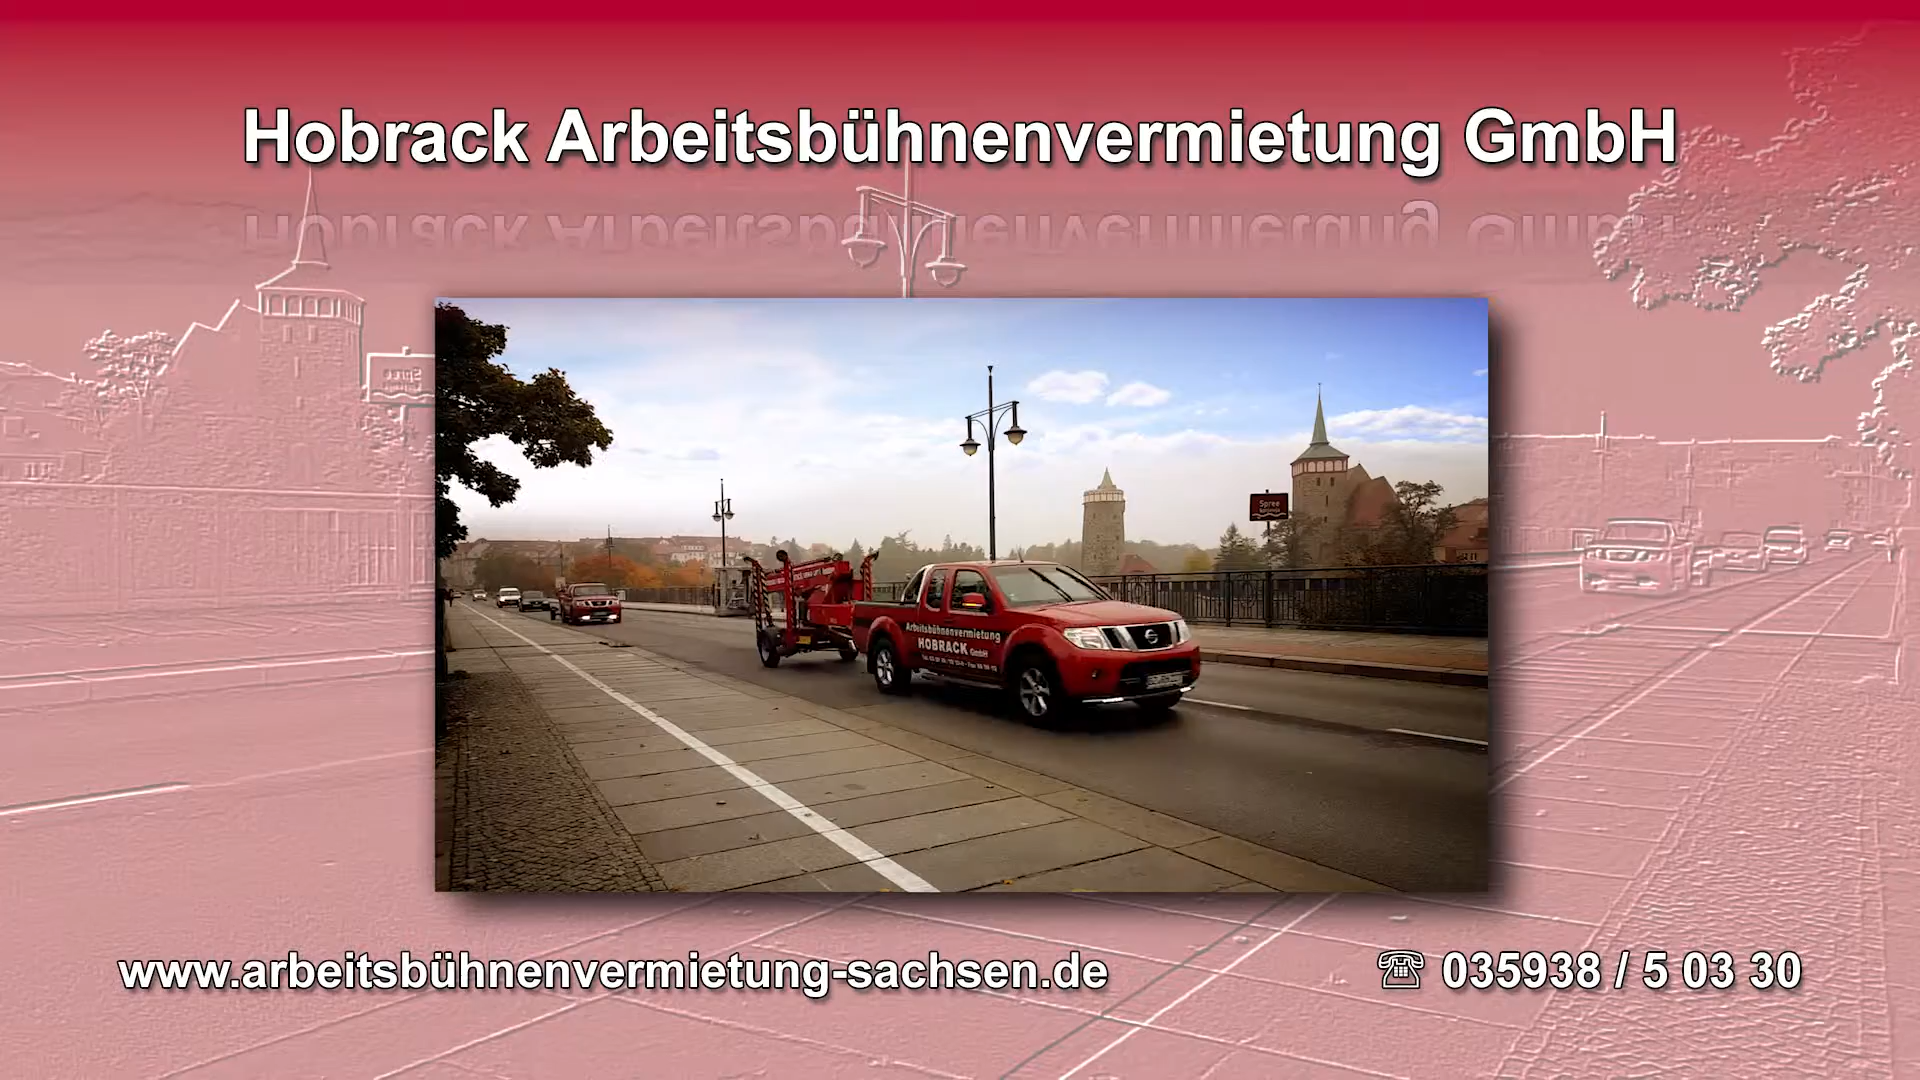 Hobrack Arbeitsbühnenvermietung GmbH
Spree
Arbeitsbühnenvermietung
HOBRACK GmbH
www.arbeitsbühnenvermietung-sachsen.de
035938 / 5 03 30